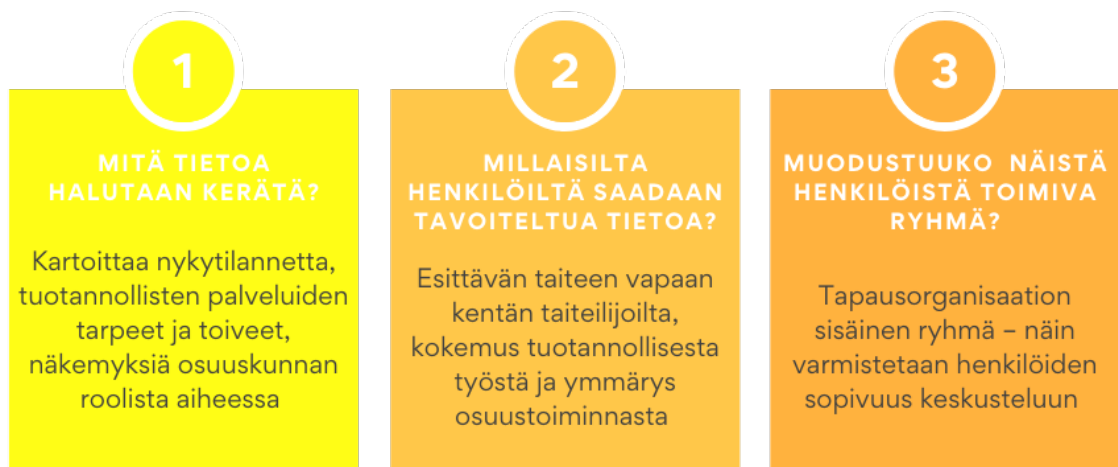 1
MITÄ TIETOA
HALUTAAN KERÄTÄ?
Kartoittaa nykytilannetta,
tuotannollisten palveluiden
tarpeet ja toiveet,
näkemyksiä osuuskunnan
roolista aiheessa
2
MILLAISILTA
HENKILÖILTÄ SAADAAN
TAVOITELTUA TIETOA?
Esittävän taiteen vapaan
kentän taiteilijoilta,
kokemus tuotannollisesta
työstä ja ymmärys
osuustoiminnasta
3
MUODOSTUUKO NÄISTÄ
HENKILÖISTÄ TOIMIVA
RYHMÄ?
Tapausorganisaation
sisäinen ryhmä – näin
varmistetaan henkilöiden
sopivuus keskusteluun